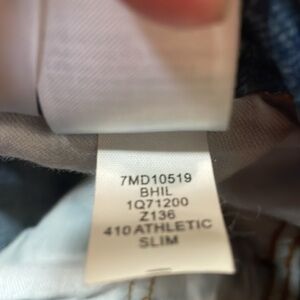 7MD10519
BHIL
1Q71200
Z136
410 ATHLETIC
SLIM